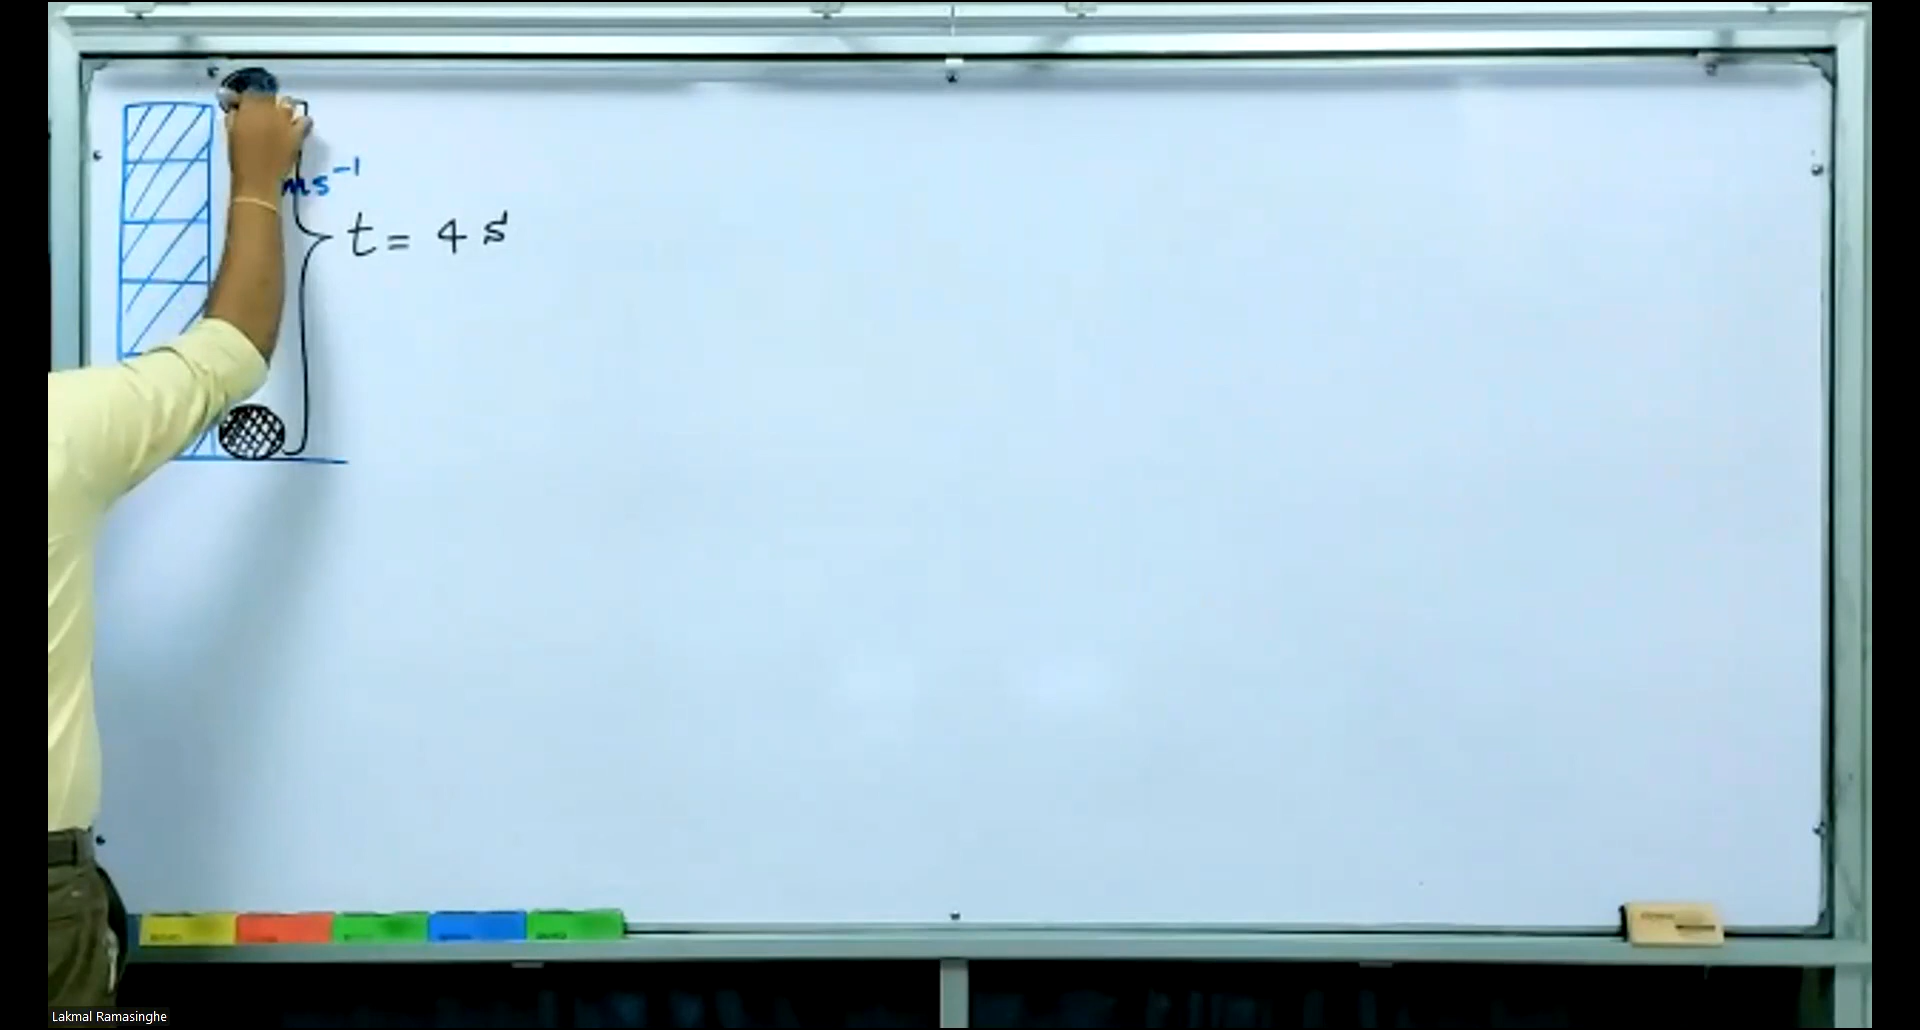 ms⁻¹
t = 4 s
Lakmal Ramasinghe